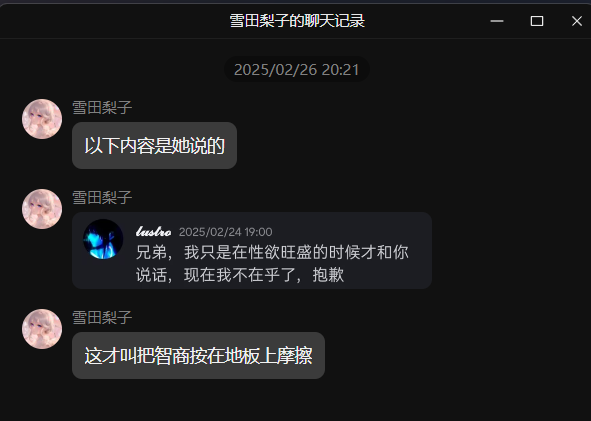 雪田梨子的聊天记录
2025/02/26 20:21
雪田梨子
以下内容是她说的
雪田梨子
lustro 2025/02/24 19:00
兄弟，我只是在性欲旺盛的时候才和你
说话，现在我不在乎了，抱歉
雪田梨子
这才叫把智商按在地板上摩擦